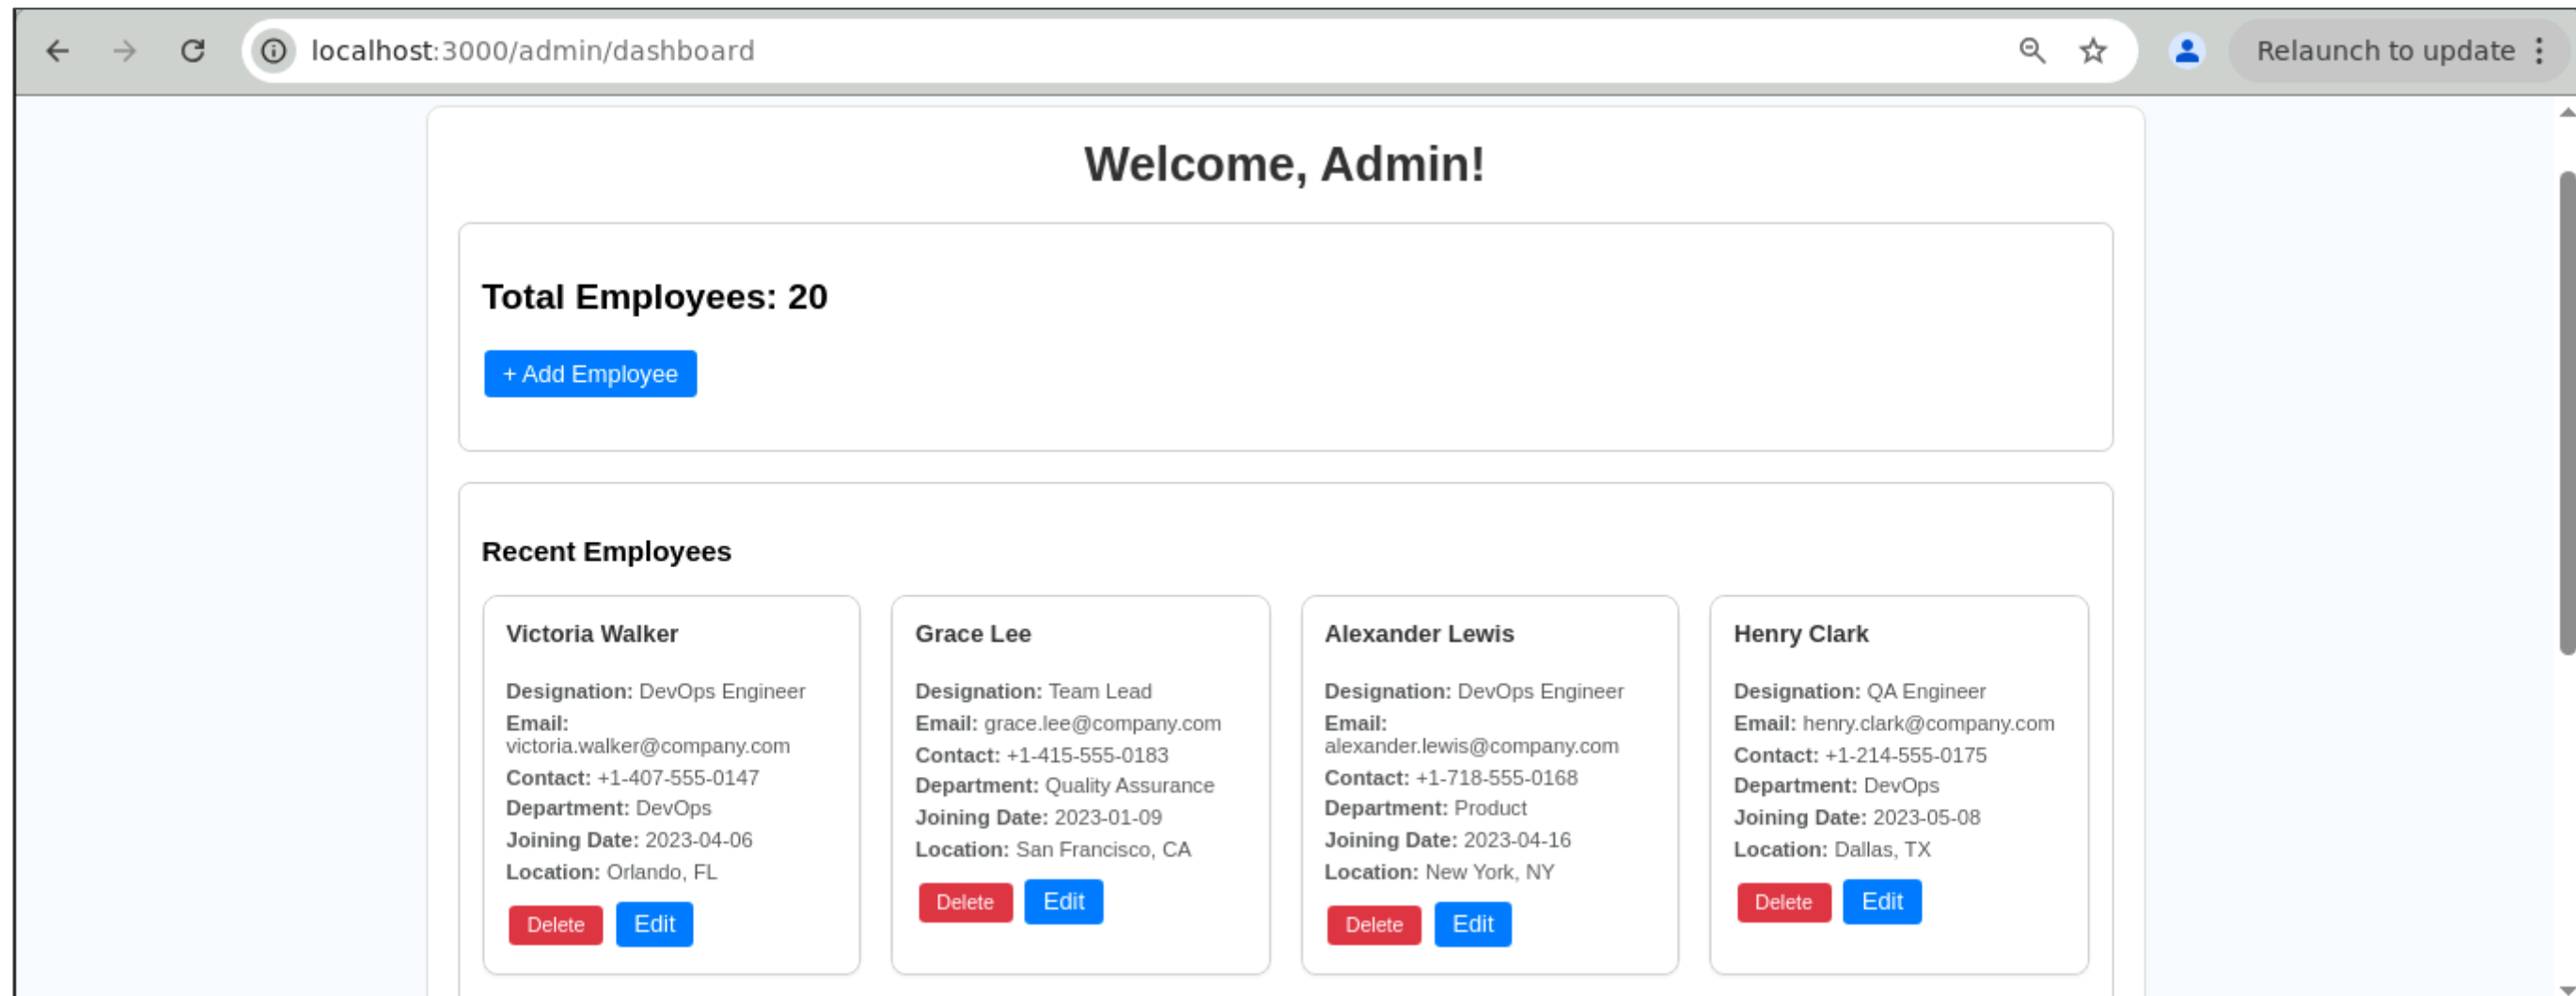 localhost:3000/admin/dashboard
Relaunch to update
Welcome, Admin!
Total Employees: 20
+ Add Employee
Recent Employees
Victoria Walker
Designation: DevOps Engineer
Email:
victoria.walker@company.com
Contact: +1-407-555-0147
Department: DevOps
Joining Date: 2023-04-06
Location: Orlando, FL
Delete Edit
Grace Lee
Designation: Team Lead
Email: grace.lee@company.com
Contact: +1-415-555-0183
Department: Quality Assurance
Joining Date: 2023-01-09
Location: San Francisco, CA
Delete Edit
Alexander Lewis
Designation: DevOps Engineer
Email:
alexander.lewis@company.com
Contact: +1-718-555-0168
Department: Product
Joining Date: 2023-04-16
Location: New York, NY
Delete Edit
Henry Clark
Designation: QA Engineer
Email: henry.clark@company.com
Contact: +1-214-555-0175
Department: DevOps
Joining Date: 2023-05-08
Location: Dallas, TX
Delete Edit